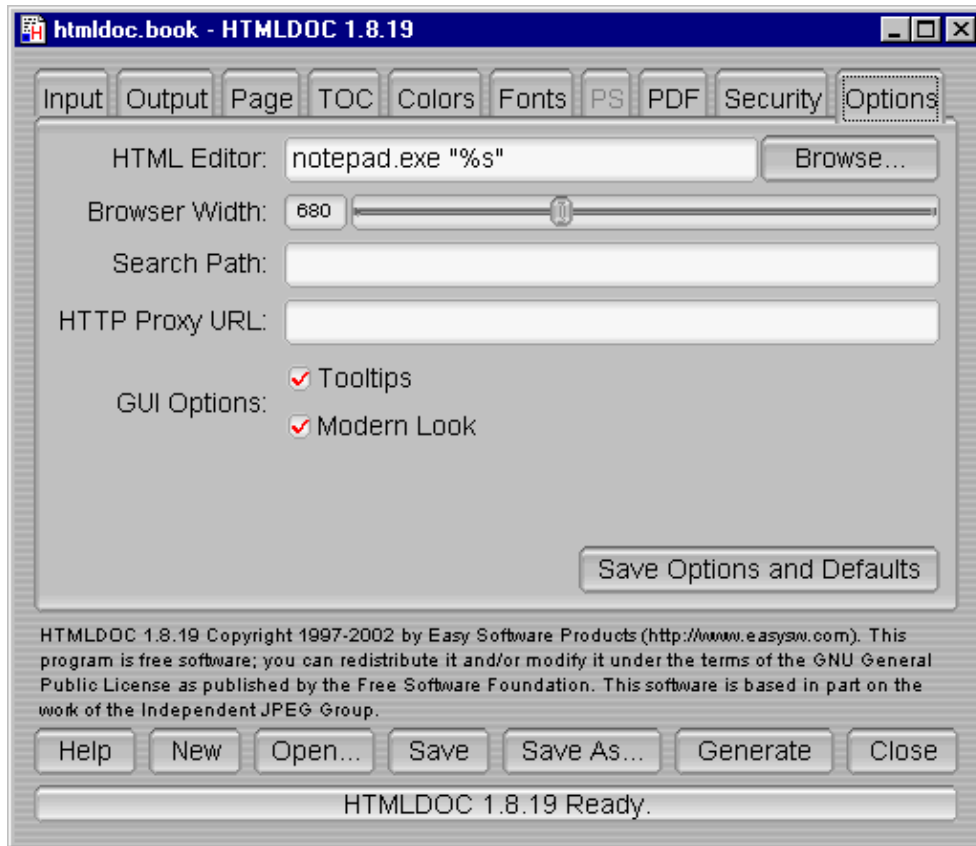 htmldoc.book - HTMLDOC 1.8.19
Input Output Page TOC Colors Fonts PS PDF Security Options
HTML Editor: notepad.exe "%s" Browse...
Browser Width: 680
Search Path:
HTTP Proxy URL:
Tooltips
GUI Options:
Modern Look
Save Options and Defaults
HTMLDOC 1.8.19 Copyright 1997-2002 by Easy Software Products (http://www.easysw.com). This
program is free software; you can redistribute it and/or modify it under the terms of the GNU General
Public License as published by the Free Software Foundation. This software is based in part on the
work of the Independent JPEG Group.
Help New Open... Save Save As... Generate Close
HTMLDOC 1.8.19 Ready.